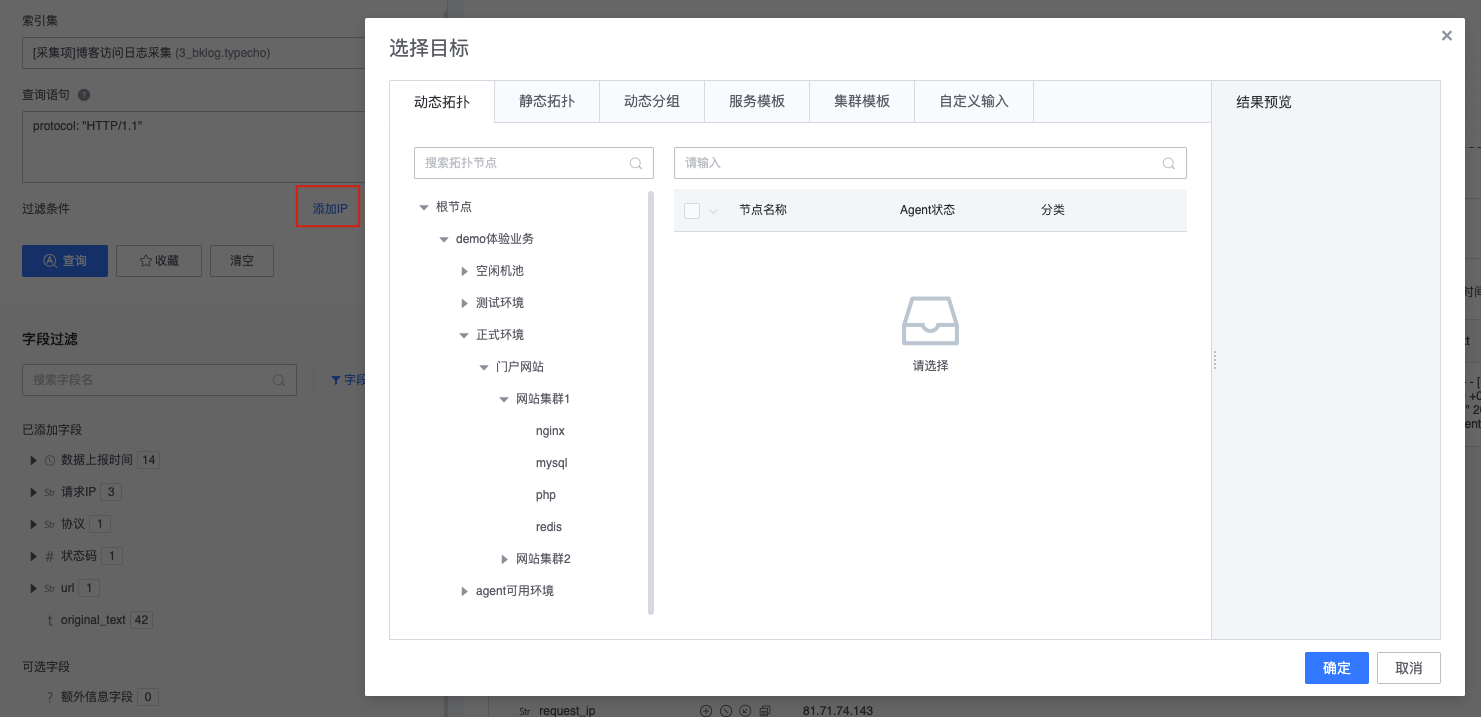 索引集
[采集项]博客访问日志采集 (3_bklog.typecho)
查询语句
protocol: "HTTP/1.1"
过滤条件
添加IP
查询
收藏
清空
字段过滤
搜索字段名
字段
已添加字段
数据上报时间 14
Str 请求IP 3
Str 协议 1
# 状态码 1
Str url 1
t original_text 42
可选字段
? 额外信息字段 0
选择目标
动态拓扑
静态拓扑
动态分组
服务模板
集群模板
自定义输入
结果预览
搜索拓扑节点
请输入
根节点
demo体验业务
空闲机池
测试环境
正式环境
门户网站
网站集群1
nginx
mysql
php
redis
网站集群2
agent可用环境
节点名称
Agent状态
分类
请选择
确定
取消
Str request_ip
81.71.74.143